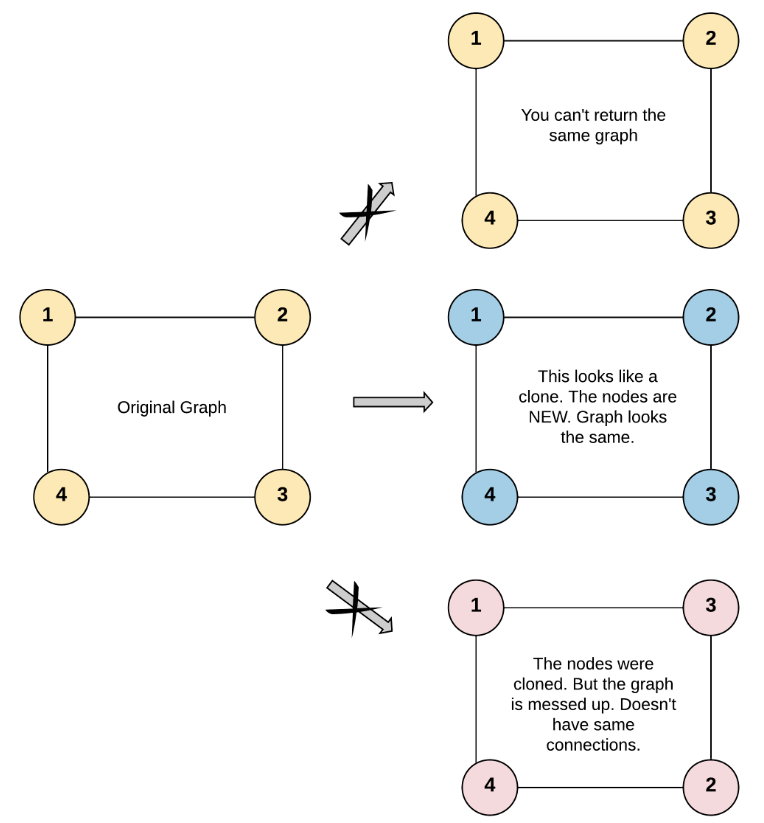 1 2
You can't return the
same graph
4 3
1 2
Original Graph
4 3
1 2
This looks like a
clone. The nodes are
NEW. Graph looks
the same.
4 3
1 3
The nodes were
cloned. But the graph
is messed up. Doesn't
have same
connections.
4 2